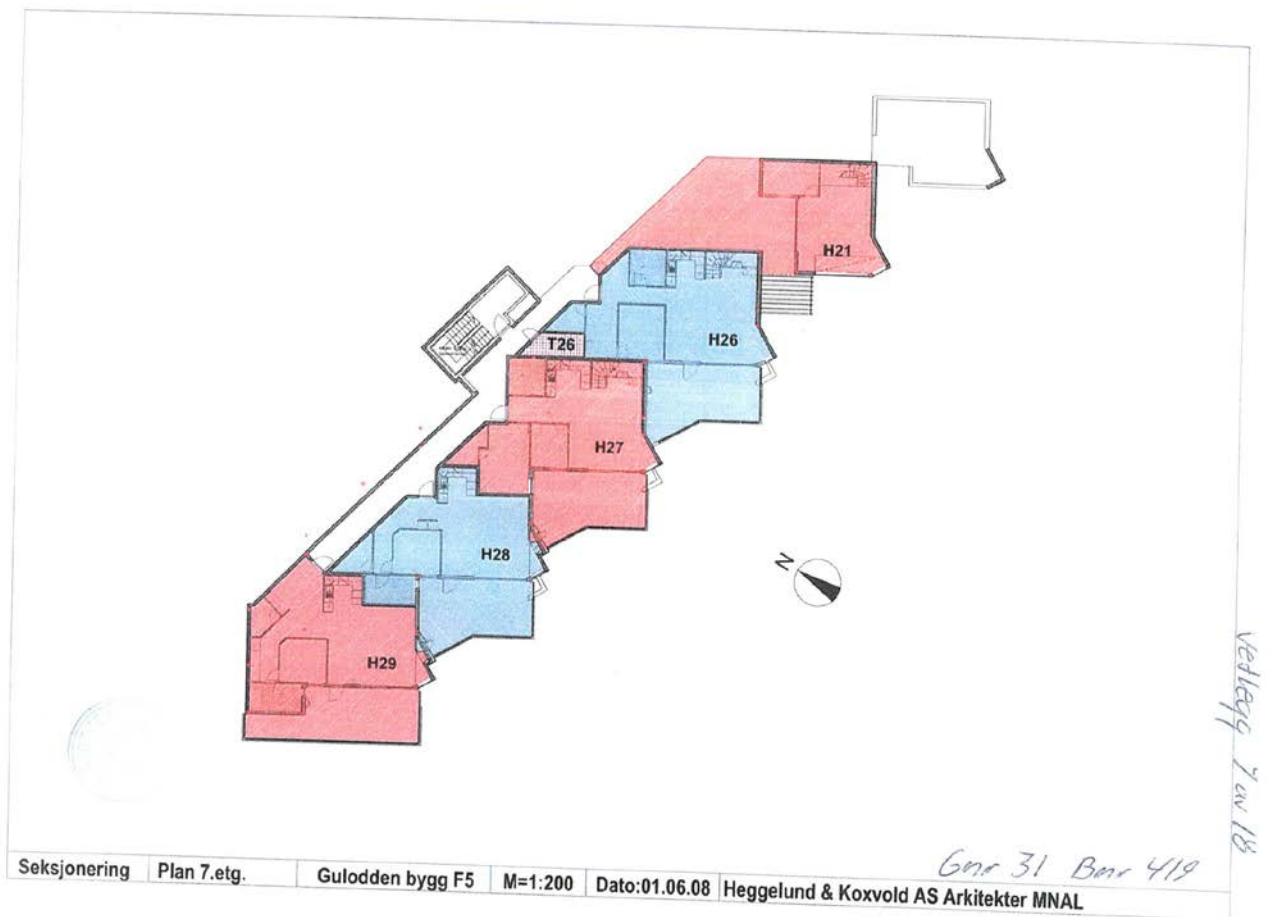 H21
H26
T26
H27
H28
H29
N
Vedlegg 7 av 18
Gnr 31 Bnr 419
Seksjonering Plan 7.etg. Gulodden bygg F5 M=1:200 Dato:01.06.08 Heggelund & Koxvold AS Arkitekter MNAL